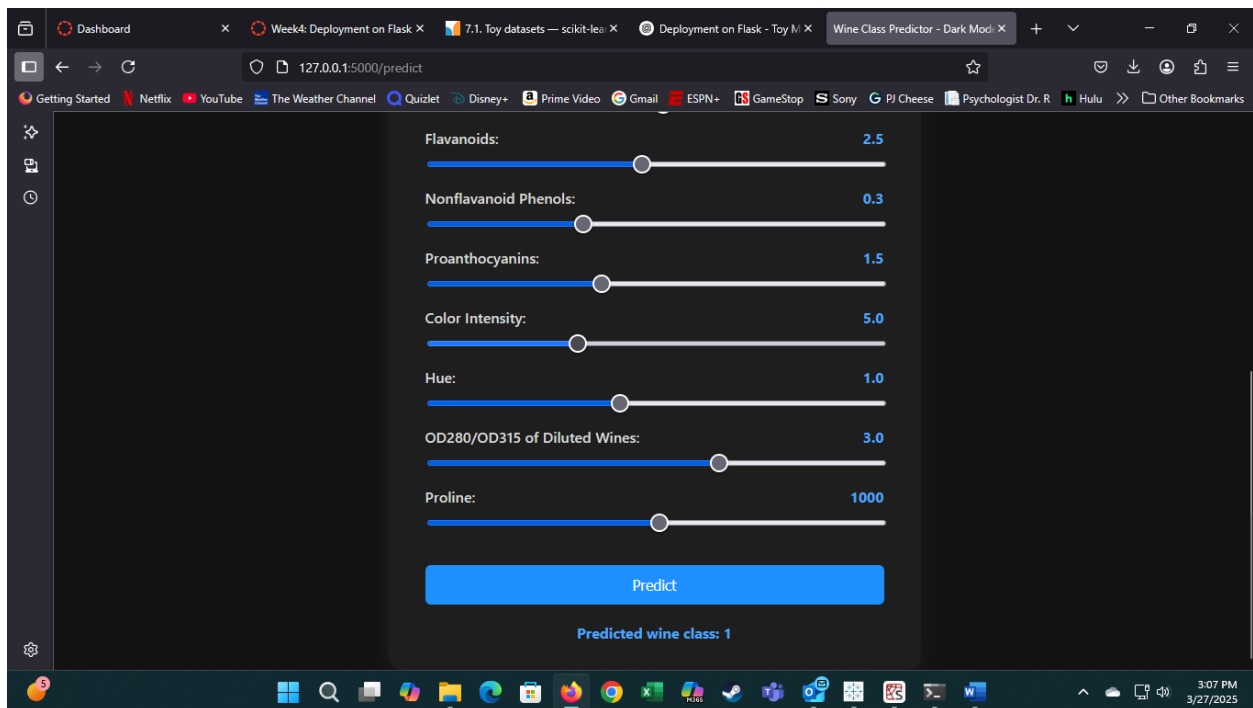 Dashboard
Week4: Deployment on Flask
7.1. Toy datasets — scikit-lea
Deployment on Flask - Toy M
Wine Class Predictor - Dark Mode
127.0.0.1:5000/predict
Getting Started Netflix YouTube The Weather Channel Quizlet Disney+ Prime Video Gmail ESPN+ GameStop Sony PJ Cheese Psychologist Dr. R Hulu Other Bookmarks
Flavanoids: 2.5
Nonflavanoid Phenols: 0.3
Proanthocyanins: 1.5
Color Intensity: 5.0
Hue: 1.0
OD280/OD315 of Diluted Wines: 3.0
Proline: 1000
Predict
Predicted wine class: 1
5
M365
3:07 PM
3/27/2025